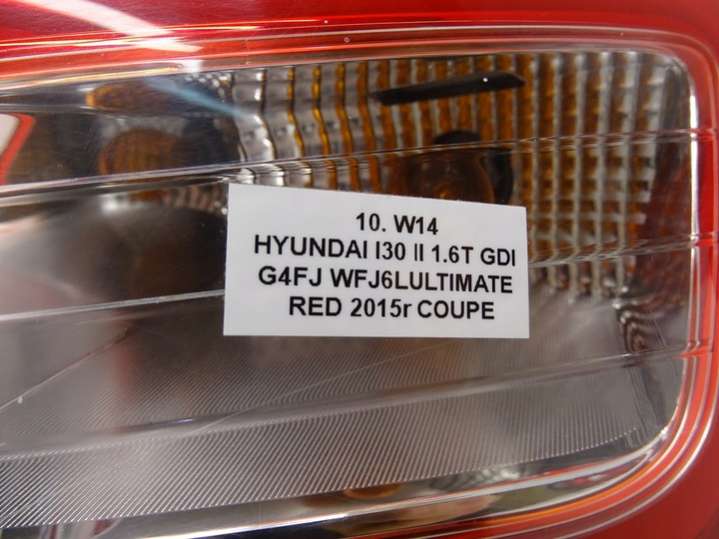 10. W14
HYUNDAI I30 II 1.6T GDI
G4FJ WFJ6LULTIMATE
RED 2015r COUPE